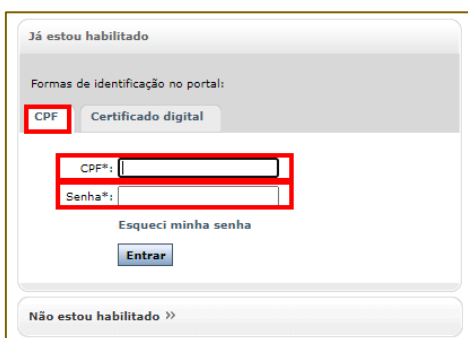 Já estou habilitado
Formas de identificação no portal:
CPF Certificado digital
CPF*:
Senha*:
Esqueci minha senha
Entrar
Não estou habilitado »